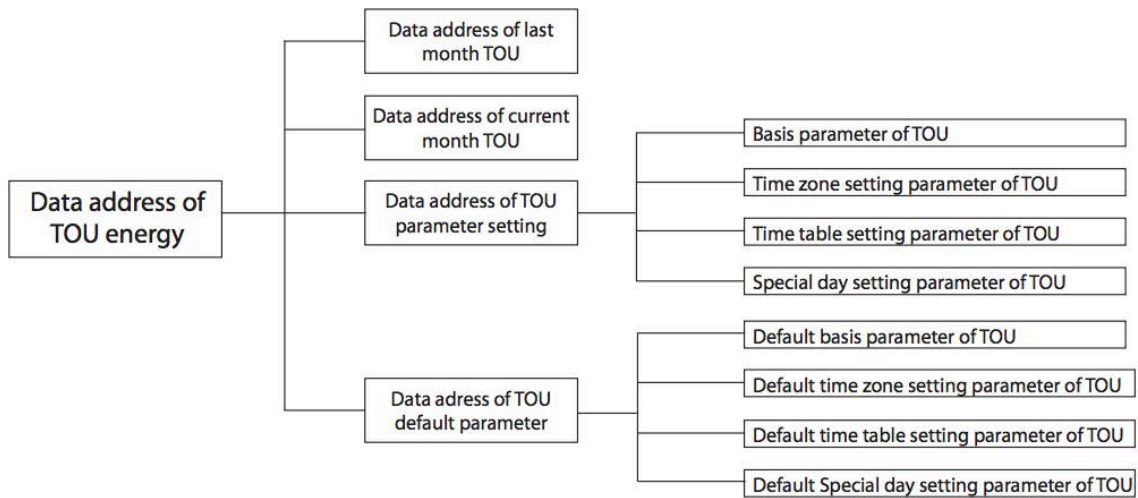 Data address of
TOU energy
Data address of last
month TOU
Data address of current
month TOU
Data address of TOU
parameter setting
Basis parameter of TOU
Time zone setting parameter of TOU
Time table setting parameter of TOU
Special day setting parameter of TOU
Data adress of TOU
default parameter
Default basis parameter of TOU
Default time zone setting parameter of TOU
Default time table setting parameter of TOU
Default Special day setting parameter of TOU